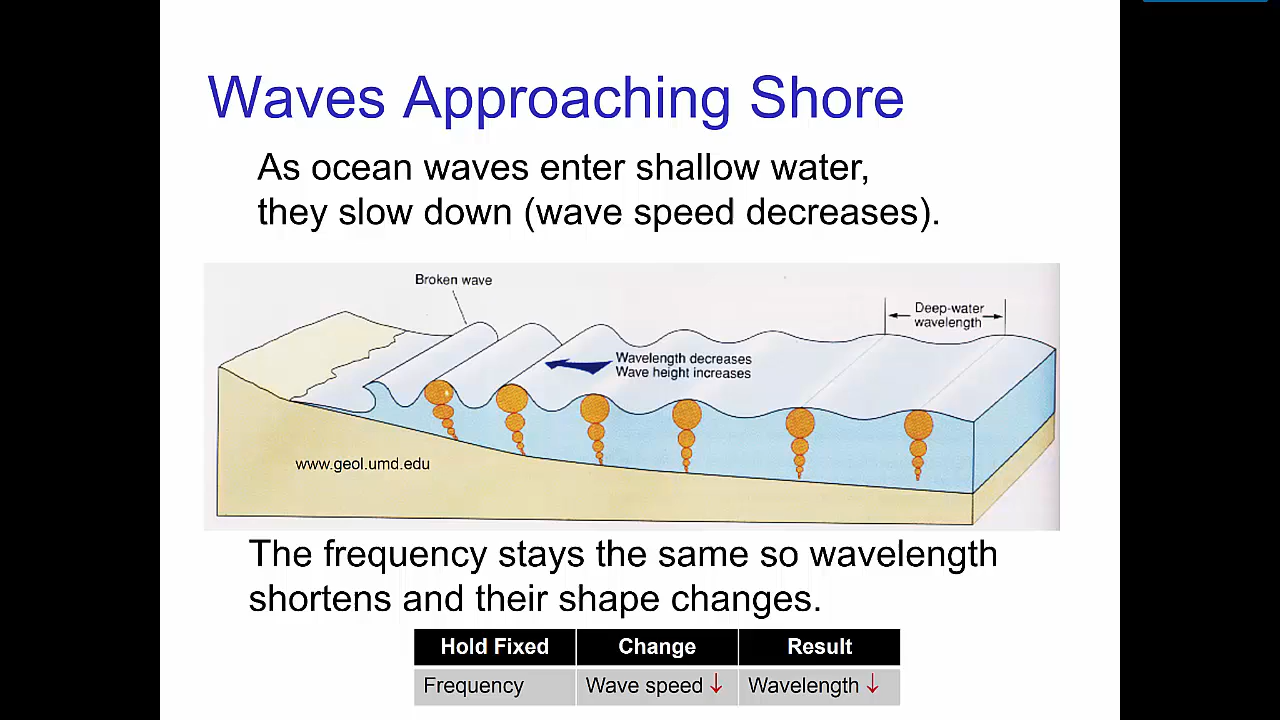 Waves Approaching Shore
As ocean waves enter shallow water,
they slow down (wave speed decreases).
Broken wave
Deep-water
wavelength
Wavelength decreases
Wave height increases
www.geol.umd.edu
The frequency stays the same so wavelength
shortens and their shape changes.
Hold Fixed Change Result
Frequency Wave speed ↓ Wavelength ↓